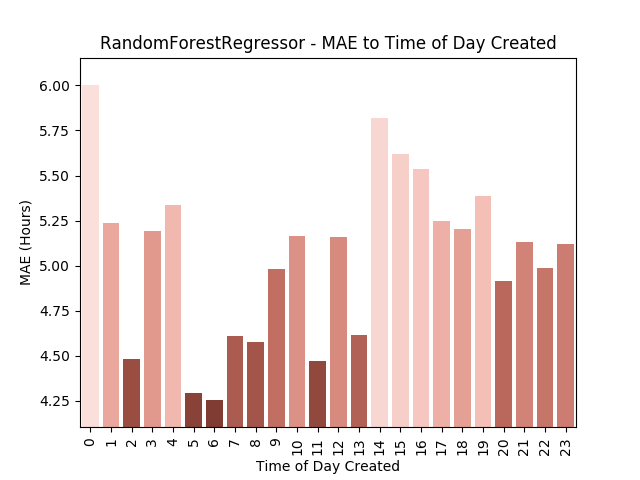 RandomForestRegressor - MAE to Time of Day Created
MAE (Hours)
6.00
5.75
5.50
5.25
5.00
4.75
4.50
4.25
0 1 2 3 4 5 6 7 8 9 10 11 12 13 14 15 16 17 18 19 20 21 22 23
Time of Day Created